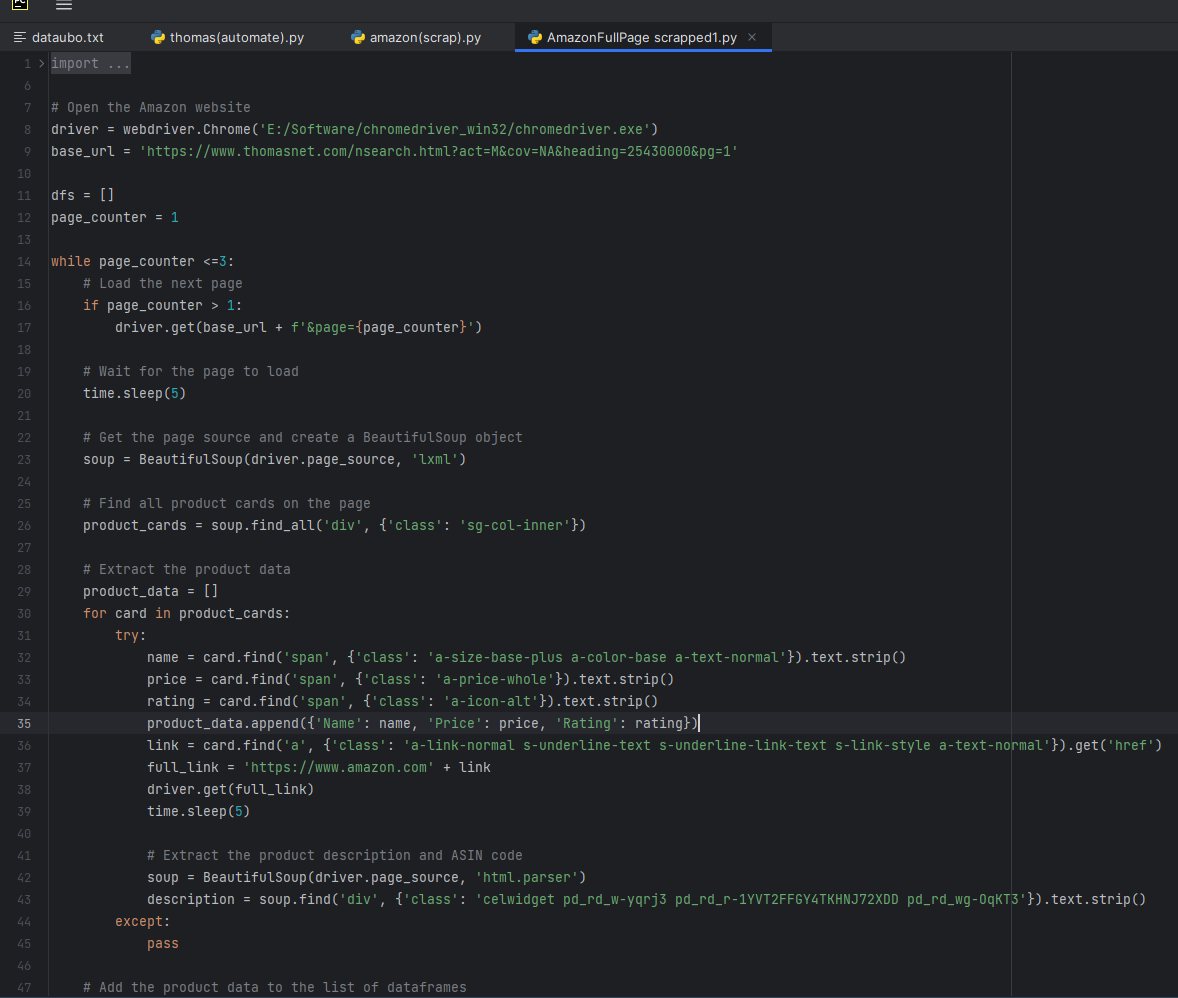 PC
dataubo.txt thomas(automate).py amazon(scrap).py AmazonFullPage scrapped1.py
1 import ...
6
7 # Open the Amazon website
8 driver = webdriver.Chrome('E:/Software/chromedriver_win32/chromedriver.exe')
9 base_url = 'https://www.thomasnet.com/nsearch.html?act=M&cov=NA&heading=25430000&pg=1'
10
11 dfs = []
12 page_counter = 1
13
14 while page_counter <=3:
15     # Load the next page
16     if page_counter > 1:
17         driver.get(base_url + f'&page={page_counter}')
18
19     # Wait for the page to load
20     time.sleep(5)
21
22     # Get the page source and create a BeautifulSoup object
23     soup = BeautifulSoup(driver.page_source, 'lxml')
24
25     # Find all product cards on the page
26     product_cards = soup.find_all('div', {'class': 'sg-col-inner'})
27
28     # Extract the product data
29     product_data = []
30     for card in product_cards:
31         try:
32             name = card.find('span', {'class': 'a-size-base-plus a-color-base a-text-normal'}).text.strip()
33             price = card.find('span', {'class': 'a-price-whole'}).text.strip()
34             rating = card.find('span', {'class': 'a-icon-alt'}).text.strip()
35             product_data.append({'Name': name, 'Price': price, 'Rating': rating})
36             link = card.find('a', {'class': 'a-link-normal s-underline-text s-underline-link-text s-link-style a-text-normal'}).get('href')
37             full_link = 'https://www.amazon.com' + link
38             driver.get(full_link)
39             time.sleep(5)
40
41             # Extract the product description and ASIN code
42             soup = BeautifulSoup(driver.page_source, 'html.parser')
43             description = soup.find('div', {'class': 'celwidget pd_rd_w-yqrj3 pd_rd_r-1YVT2FFGY4TKHNJ72XDD pd_rd_wg-OqKT3'}).text.strip()
44         except:
45             pass
46
47     # Add the product data to the list of dataframes